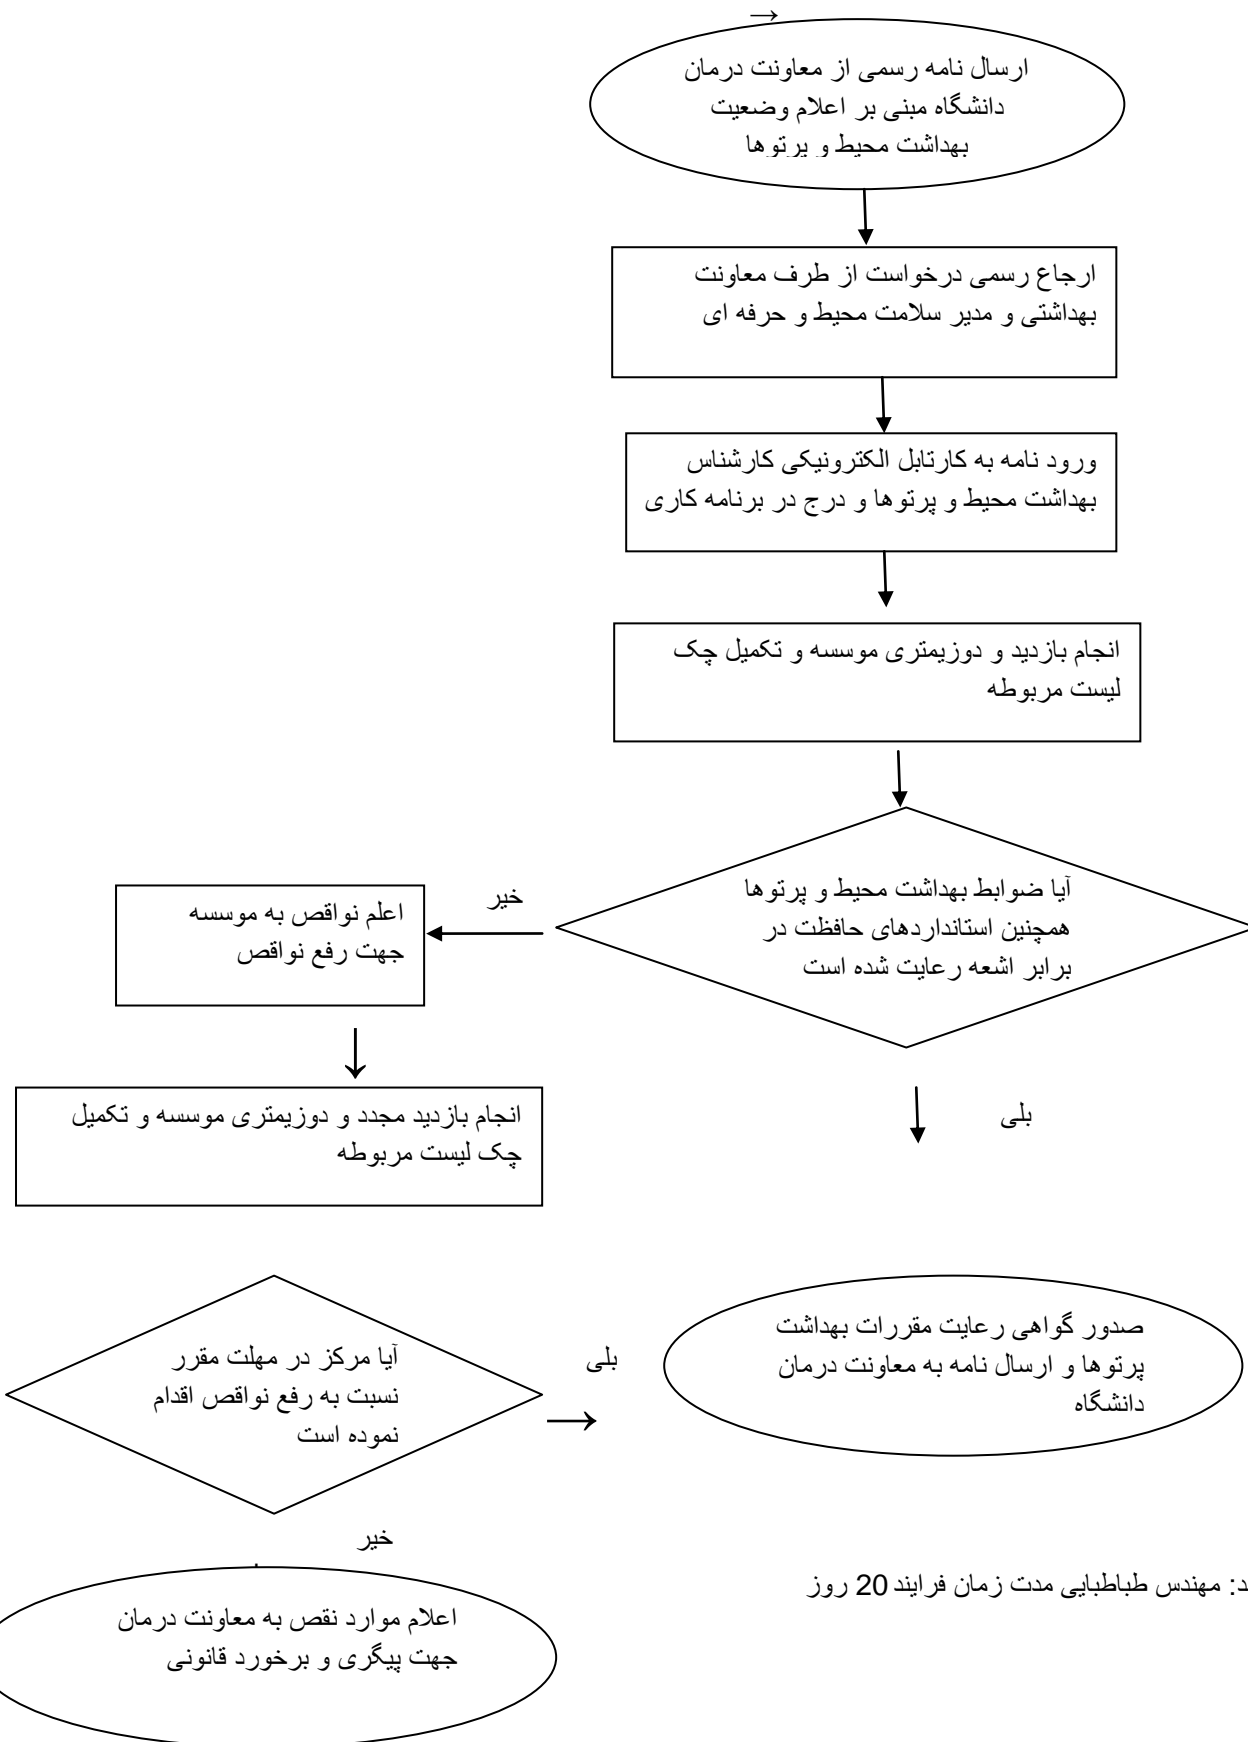 ارسال نامه رسمی از معاونت درمان
دانشگاه مبنی بر اعلام وضعیت
بهداشت محیط و پرتوها
ارجاع رسمی درخواست از طرف معاونت
بهداشتی و مدیر سلامت محیط و حرفه ای
ورود نامه به کارتابل الکترونیکی کارشناس
بهداشت محیط و پرتوها و درج در برنامه کاری
انجام بازدید و دوزیمتری موسسه و تکمیل چک
لیست مربوطه
آیا ضوابط بهداشت محیط و پرتوها
همچنین استانداردهای حافظت در
برابر اشعه رعایت شده است
خیر
اعلم نواقص به موسسه
جهت رفع نواقص
بلی
انجام بازدید مجدد و دوزیمتری موسسه و تکمیل
چک لیست مربوطه
صدور گواهی رعایت مقررات بهداشت
پرتوها و ارسال نامه به معاونت درمان
دانشگاه
بلی
آیا مرکز در مهلت مقرر
نسبت به رفع نواقص اقدام
نموده است
خیر
اعلام موارد نقص به معاونت درمان
جهت پیگری و برخورد قانونی
مهندس طباطبایی مدت زمان فرایند 20 روز